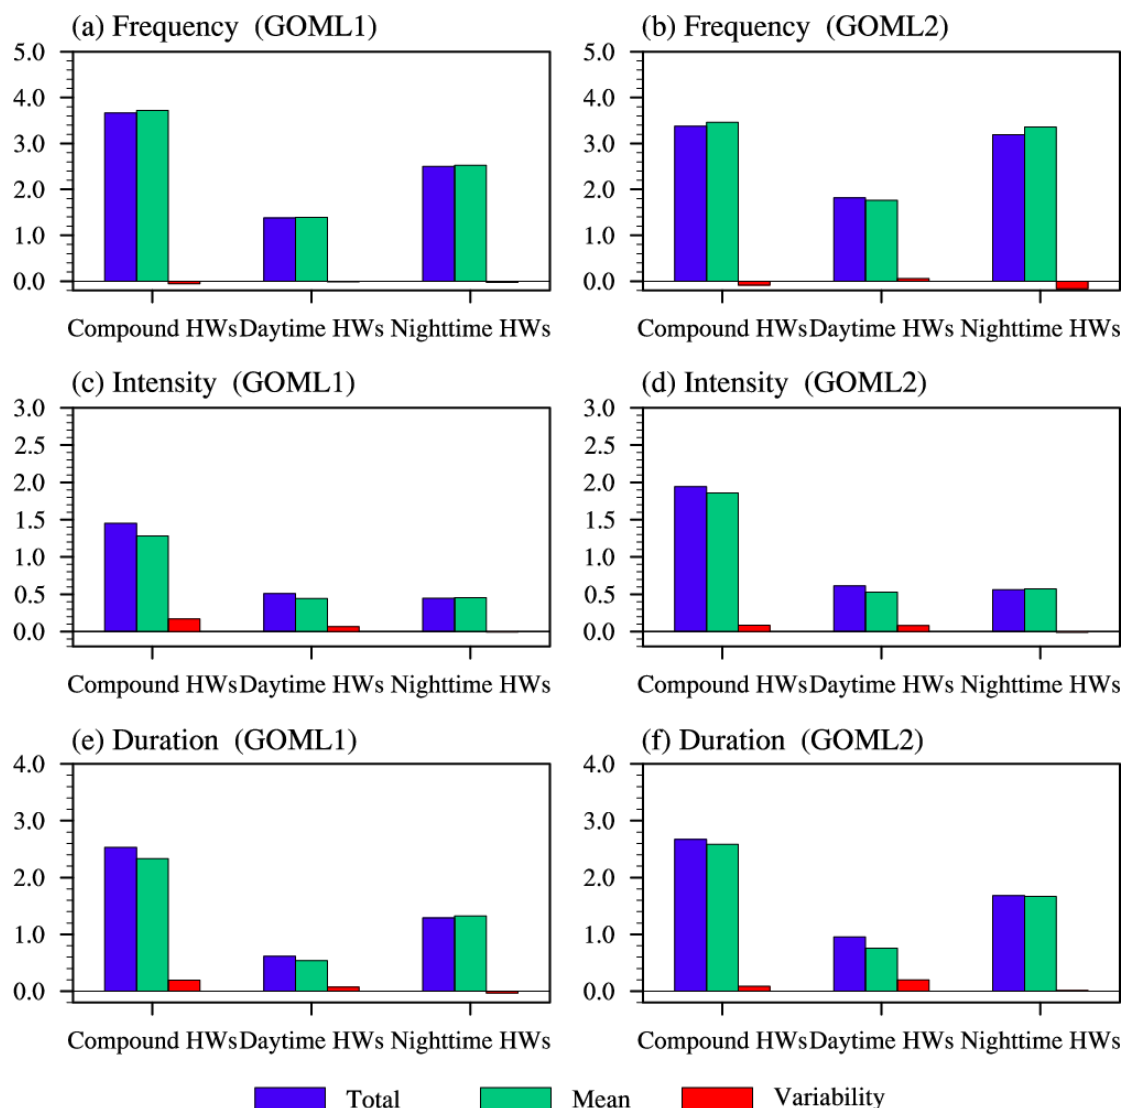 (a) Frequency (GOML1)
5.0
4.0
3.0
2.0
1.0
0.0
Compound HWs Daytime HWs Nighttime HWs
(b) Frequency (GOML2)
5.0
4.0
3.0
2.0
1.0
0.0
Compound HWs Daytime HWs Nighttime HWs
(c) Intensity (GOML1)
3.0
2.5
2.0
1.5
1.0
0.5
0.0
Compound HWs Daytime HWs Nighttime HWs
(d) Intensity (GOML2)
3.0
2.5
2.0
1.5
1.0
0.5
0.0
Compound HWs Daytime HWs Nighttime HWs
(e) Duration (GOML1)
4.0
3.0
2.0
1.0
0.0
Compound HWs Daytime HWs Nighttime HWs
(f) Duration (GOML2)
4.0
3.0
2.0
1.0
0.0
Compound HWs Daytime HWs Nighttime HWs
Total Mean Variability